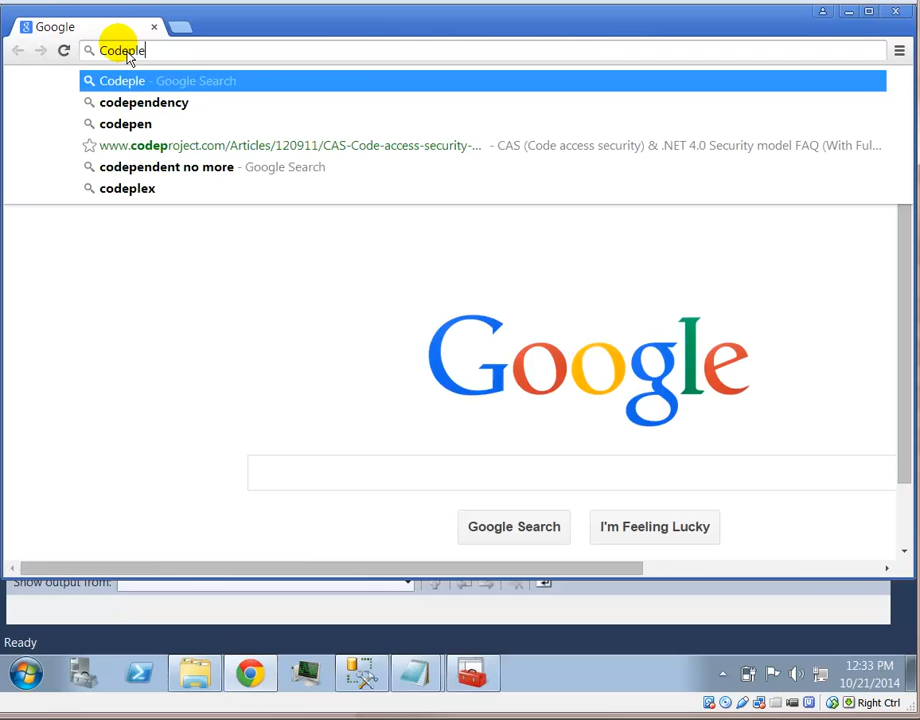 Google
Codeple
Codeple - Google Search
codependency
codepen
www.codeproject.com/Articles/120911/CAS-Code-access-security-... - CAS (Code access security) & .NET 4.0 Security model FAQ (With Ful...
codependent no more - Google Search
codeplex
Google
Google Search
I'm Feeling Lucky
Show output from:
Ready
12:33 PM
10/21/2014
Right Ctrl